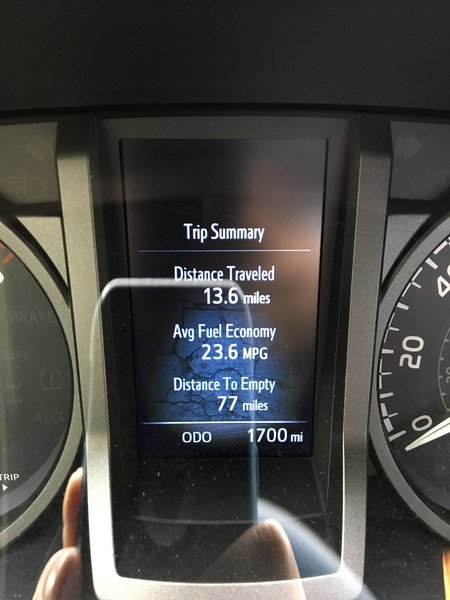 Trip Summary
Distance Traveled
13.6 miles
Avg Fuel Economy
23.6 MPG
Distance To Empty
77 miles
ODO 1700 mi
BRAKE
PARK
TRIP
20
0